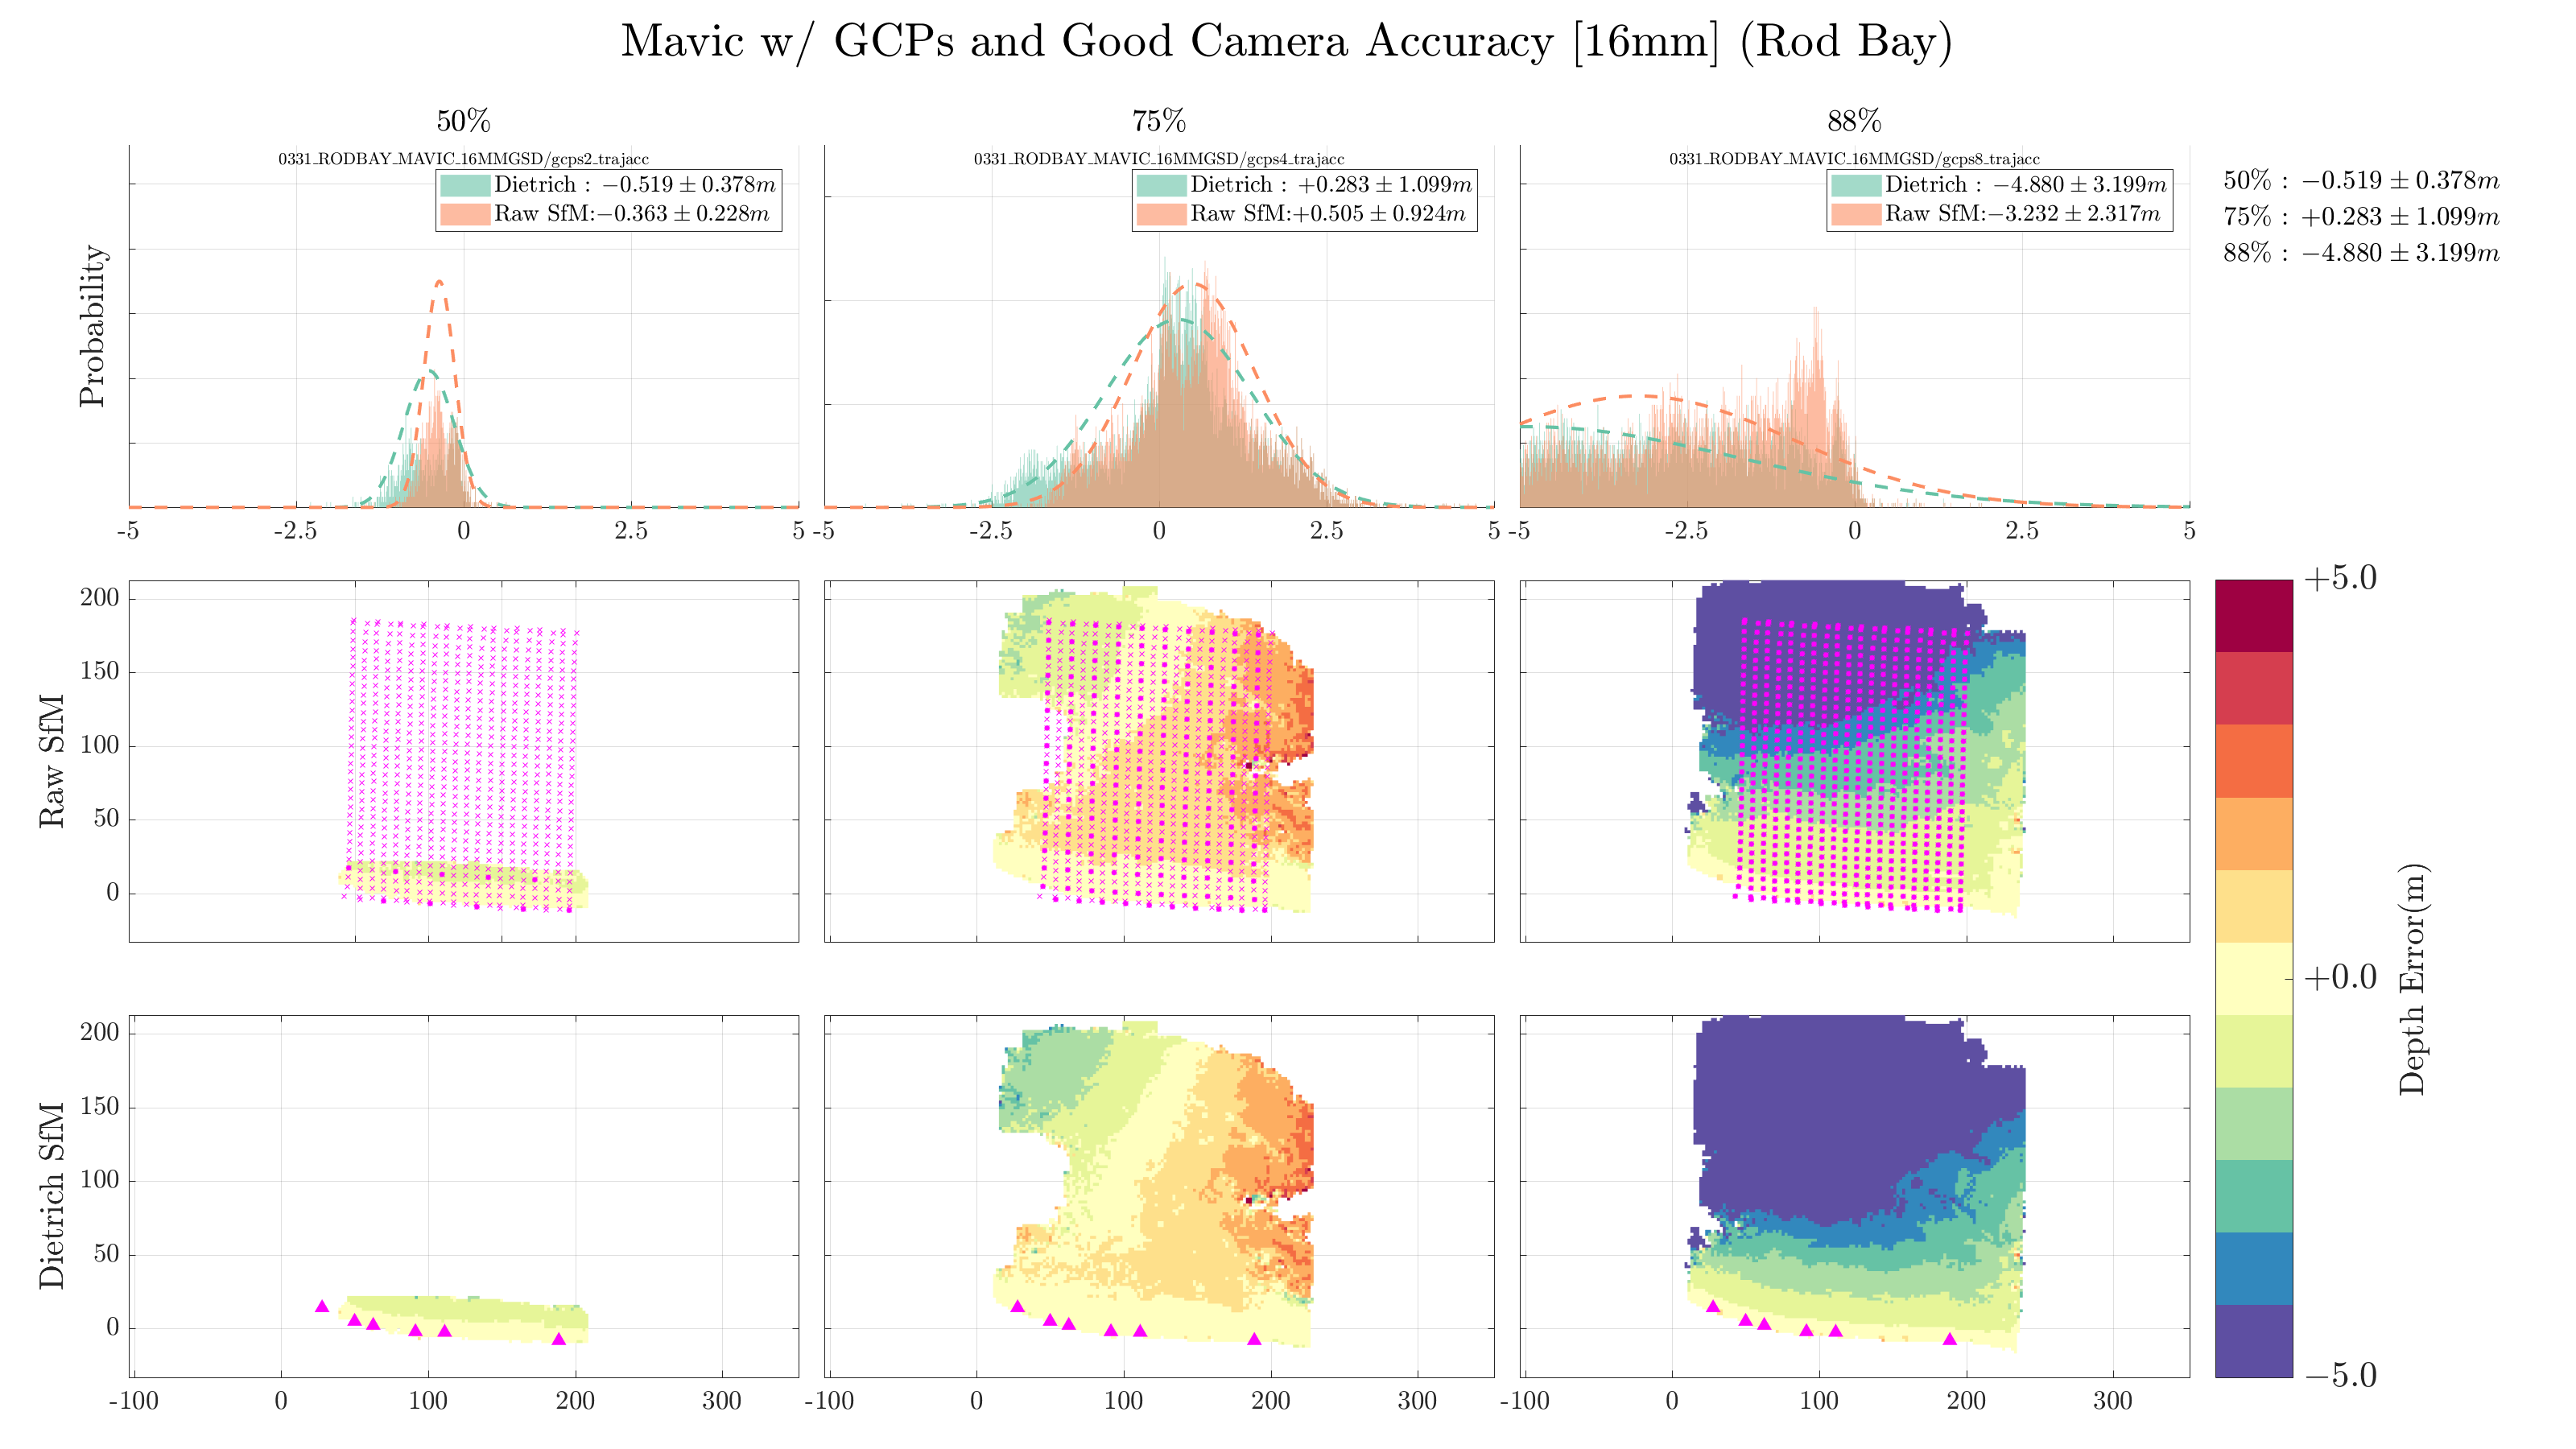 Mavic w/ GCPs and Good Camera Accuracy [16mm] (Rod Bay)
50%
75%
88%
0331_RODBAY_MAVIC_16MMGSD/gcps2_trajacc
Dietrich : −0.519 ± 0.378m
Raw SfM:−0.363 ± 0.228m
0331_RODBAY_MAVIC_16MMGSD/gcps4_trajacc
Dietrich : +0.283 ± 1.099m
Raw SfM:+0.505 ± 0.924m
0331_RODBAY_MAVIC_16MMGSD/gcps8_trajacc
Dietrich : −4.880 ± 3.199m
Raw SfM:−3.232 ± 2.317m
50% : −0.519 ± 0.378m
75% : +0.283 ± 1.099m
88% : −4.880 ± 3.199m
Probability
-5 -2.5 0 2.5 5
-5 -2.5 0 2.5 5
-5 -2.5 0 2.5 5
Raw SfM
200
150
100
50
0
Dietrich SfM
200
150
100
50
0
-100 0 100 200 300
-100 0 100 200 300
-100 0 100 200 300
+5.0
+0.0
−5.0
Depth Error(m)